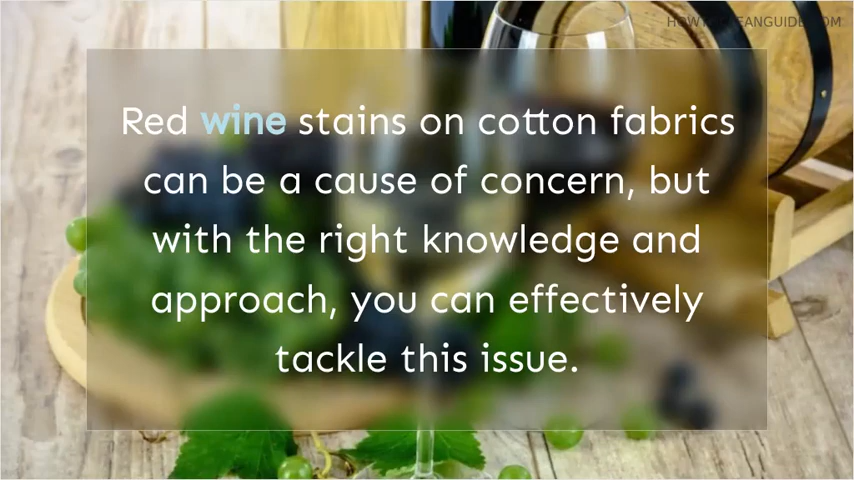 Red wine stains on cotton fabrics
can be a cause of concern, but
with the right knowledge and
approach, you can effectively
tackle this issue.